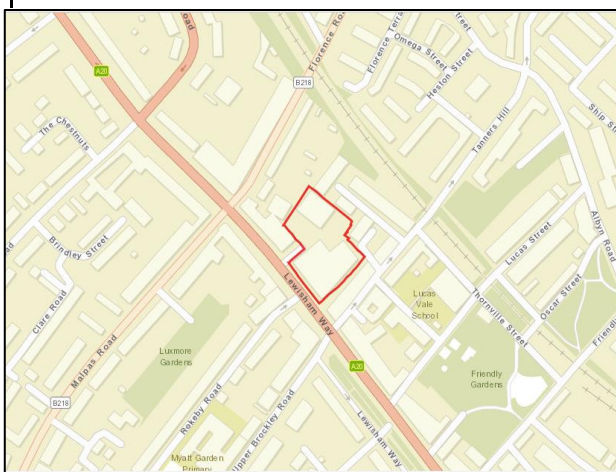 Road
Florence Road
Florence Terra
Omega Street
Street
Heston Street
A20
B218
Tanners Hill
Ship St
The Chestnuts
Brindley Street
Clare Road
Malpas Road
Lewisham Way
Lucas Street
Albyn Road
Oscar Street
Lucas
Vale
School
Thornville Street
Friendly
Luxmore
Gardens
A20
Friendly
Gardens
B218
Rokeby Road
Upper Brockley Road
Lewisham Way
Myatt Garden
Primary